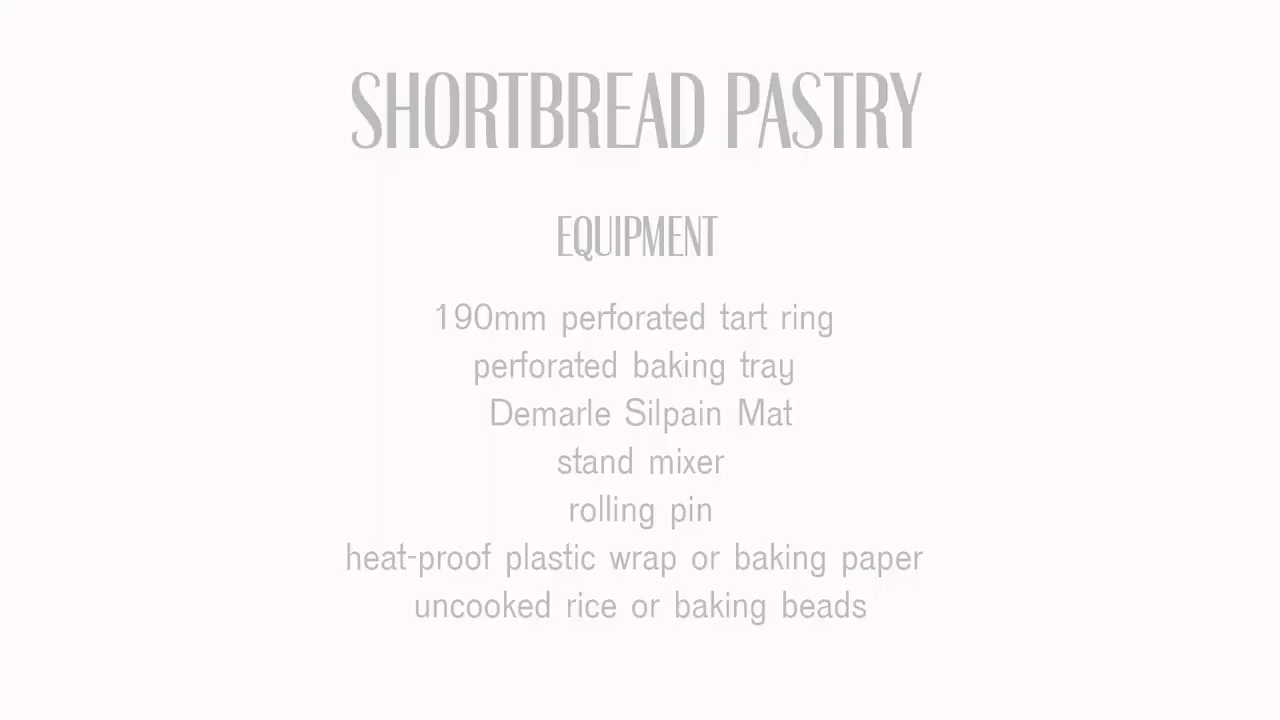 SHORTBREAD PASTRY
EQUIPMENT
190mm perforated tart ring
perforated baking tray
Demarle Silpain Mat
stand mixer
rolling pin
heat-proof plastic wrap or baking paper
uncooked rice or baking beads